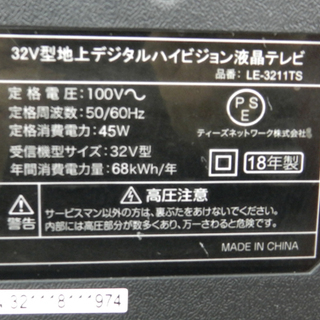 32V型地上デジタルハイビジョン液晶テレビ
品番: LE-3211TS
定格電圧:100V～
定格周波数:50/60Hz
定格消費電力:45W
受信機型サイズ:32V型
年間消費電力量:68kWh/年
PSE
ティーズネットワーク株式会社
18年製
警告
高圧注意
サービスマン以外の方は、裏ぶたをあけないでください。
内部には高圧部分が数多くあり、万一さわると危険です。
MADE IN CHINA
321118111974